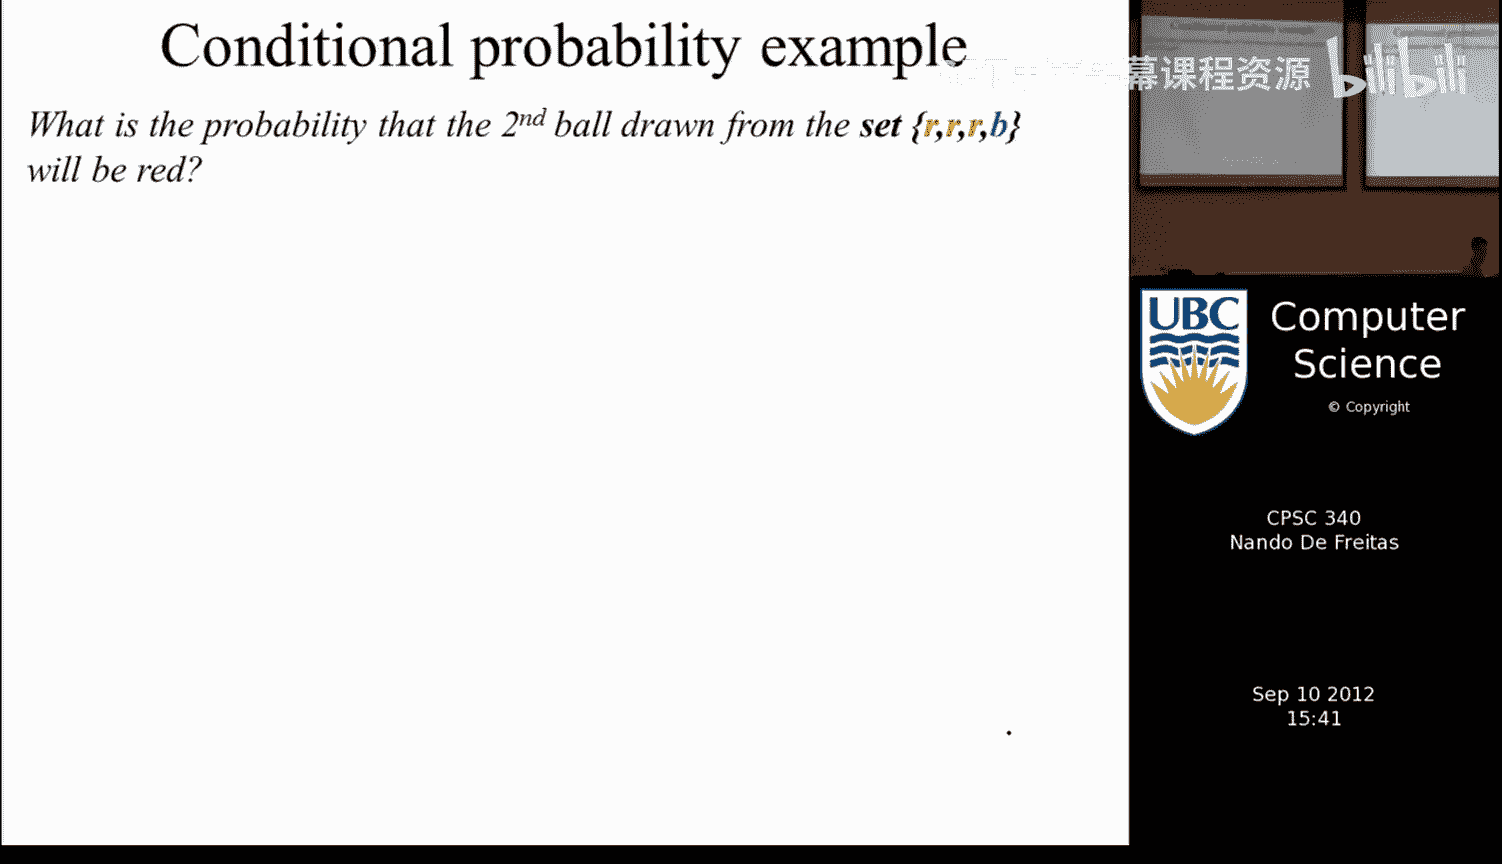 Conditional probability example
What is the probability that the 2nd ball drawn from the set {r,r,r,b}
will be red?
幕课程资源 bilibili
UBC
Computer
Science
© Copyright
CPSC 340
Nando De Freitas
Sep 10 2012
15:41